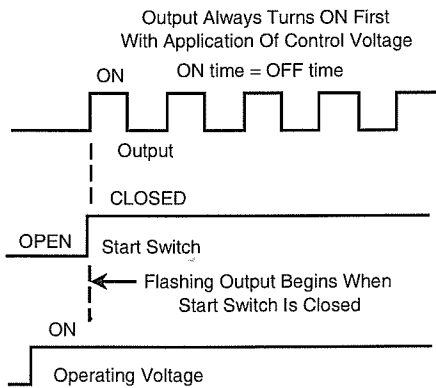 Output Always Turns ON First
With Application Of Control Voltage
ON
ON time = OFF time
Output
CLOSED
OPEN
Start Switch
Flashing Output Begins When
Start Switch Is Closed
ON
Operating Voltage